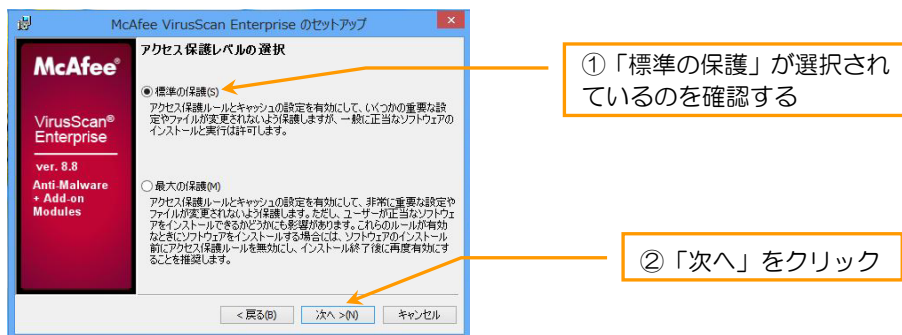 McAfee VirusScan Enterprise のセットアップ
McAfee®
VirusScan®
Enterprise
ver. 8.8
Anti-Malware
+ Add-on
Modules
アクセス保護レベルの選択
標準の保護(S)
アクセス保護ルールとキャッシュの設定を有効にして、いくつかの重要な設
定やファイルが変更されないよう保護しますが、一般に正当なソフトウェアの
インストールと実行は許可します。
最大の保護(M)
アクセス保護ルールとキャッシュの設定を有効にして、非常に重要な設定や
ファイルが変更されないよう保護します。ただし、ユーザーが正当なソフトウェ
アをインストールできるかどうかにも影響があります。これらのルールが有効
なときにソフトウェアをインストールする場合には、ソフトウェアのインストール
前にアクセス保護ルールを無効にし、インストール終了後に再度有効にす
ることを推奨します。
< 戻る(B)
次へ >(N)
キャンセル
①「標準の保護」が選択され
ているのを確認する
②「次へ」をクリック